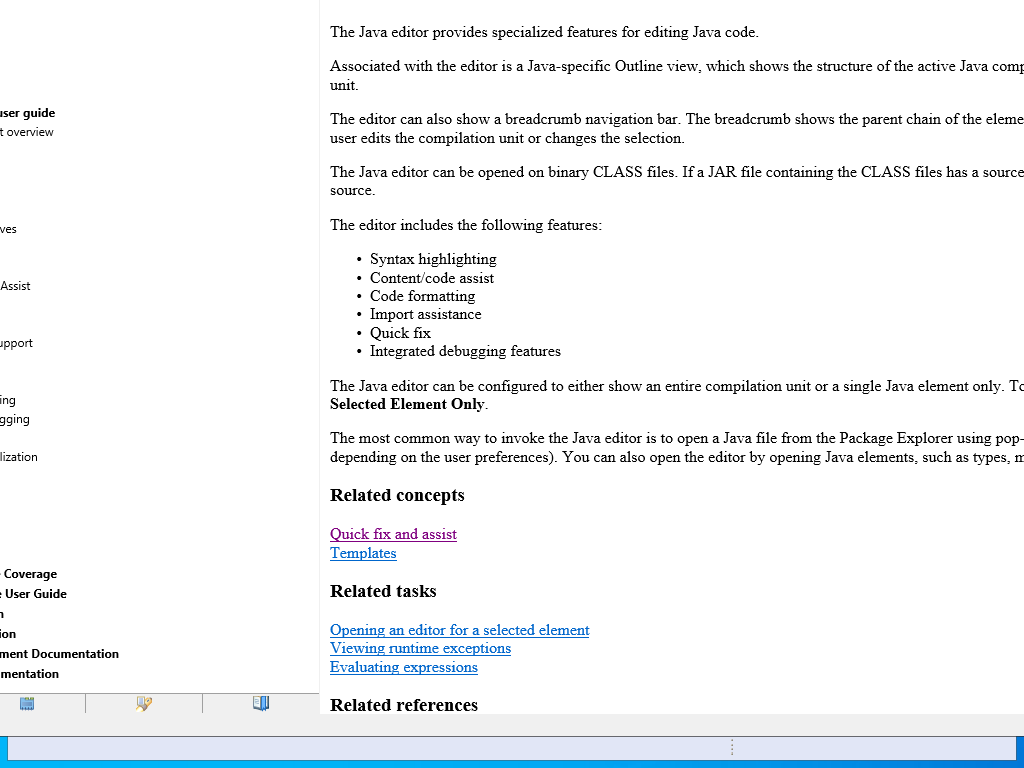 user guide
t overview
ves
Assist
upport
ing
gging
lization
Coverage
User Guide
ion
ment Documentation
mentation
The Java editor provides specialized features for editing Java code.
Associated with the editor is a Java-specific Outline view, which shows the structure of the active Java comp
unit.
The editor can also show a breadcrumb navigation bar. The breadcrumb shows the parent chain of the eleme
user edits the compilation unit or changes the selection.
The Java editor can be opened on binary CLASS files. If a JAR file containing the CLASS files has a source
source.
The editor includes the following features:
• Syntax highlighting
• Content/code assist
• Code formatting
• Import assistance
• Quick fix
• Integrated debugging features
The Java editor can be configured to either show an entire compilation unit or a single Java element only. To
Selected Element Only.
The most common way to invoke the Java editor is to open a Java file from the Package Explorer using pop-
depending on the user preferences). You can also open the editor by opening Java elements, such as types, m
Related concepts
Quick fix and assist
Templates
Related tasks
Opening an editor for a selected element
Viewing runtime exceptions
Evaluating expressions
Related references